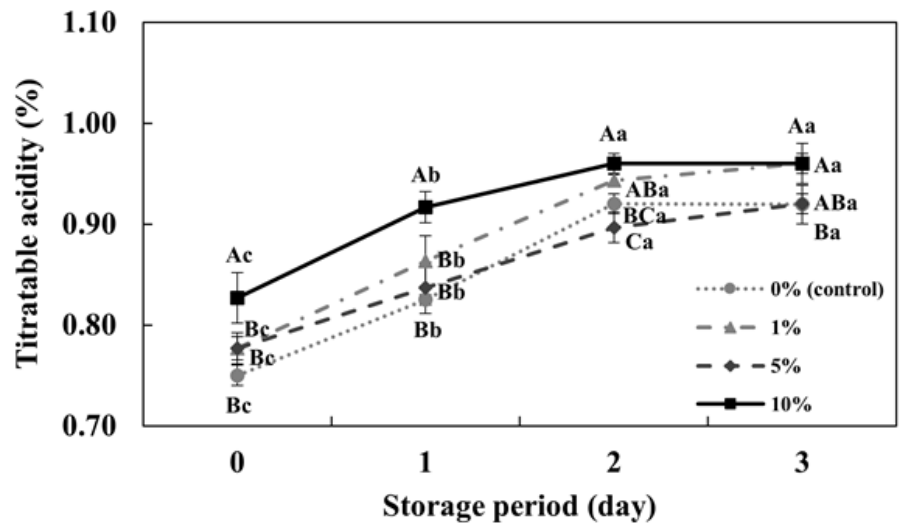 1.10
1.00
0.90
0.80
0.70
Titratable acidity (%)
Aa
Aa
Ab
Aa
ABa
BCa
ABa
Ca
Ba
Ac
Bb
Bb
Bb
Bc
Bc
Bc
0% (control)
1%
5%
10%
0 1 2 3
Storage period (day)